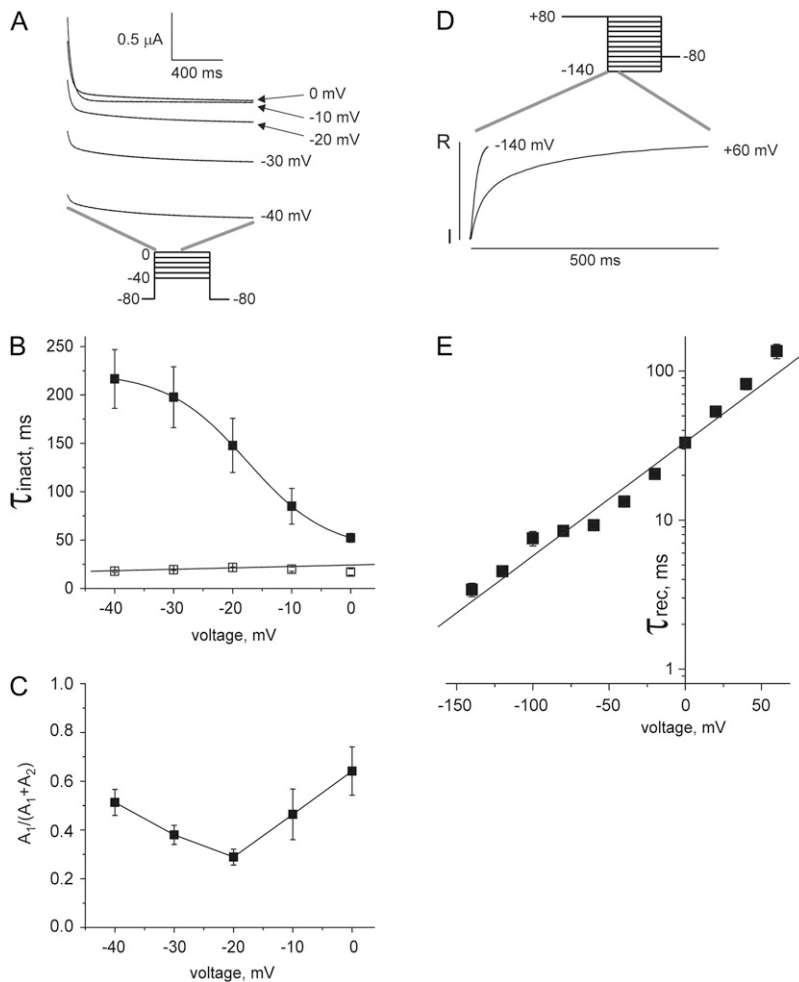 A
0.5 µA
400 ms
0 mV
-10 mV
-20 mV
-30 mV
-40 mV
0
-40
-80
-80
B
τinact, ms
250
200
150
100
50
0
-40
-30
-20
-10
0
voltage, mV
C
A1/(A1+A2)
1.0
0.8
0.6
0.4
0.2
0.0
-40
-30
-20
-10
0
voltage, mV
D
+80
-80
-140
R
I
-140 mV
+60 mV
500 ms
E
100
10
1
τrec, ms
-150
-100
-50
0
50
voltage, mV